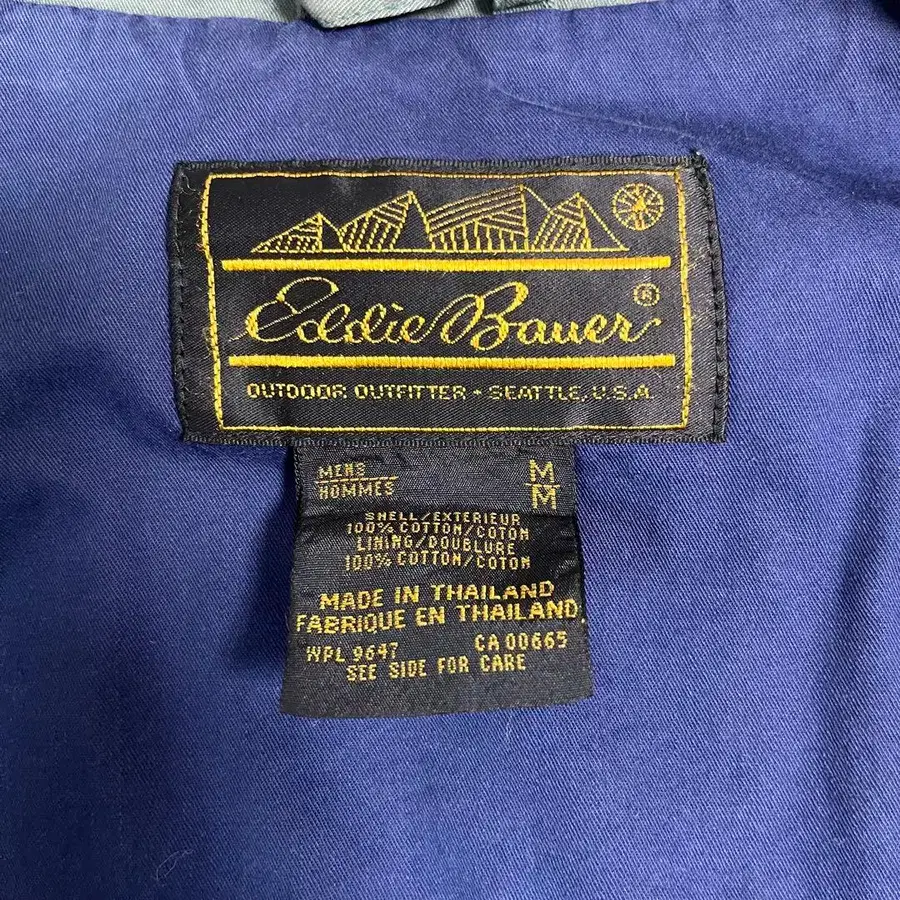 Eddie Bauer ®
OUTDOOR OUTFITTER • SEATTLE, U.S.A.
MENS M
HOMMES M
SHELL/EXTERIEUR
100% COTTON/COTON
LINING/DOUBLURE
100% COTTON/COTON
MADE IN THAILAND
FABRIQUE EN THAILAND
WPL 9647 CA 00665
SEE SIDE FOR CARE